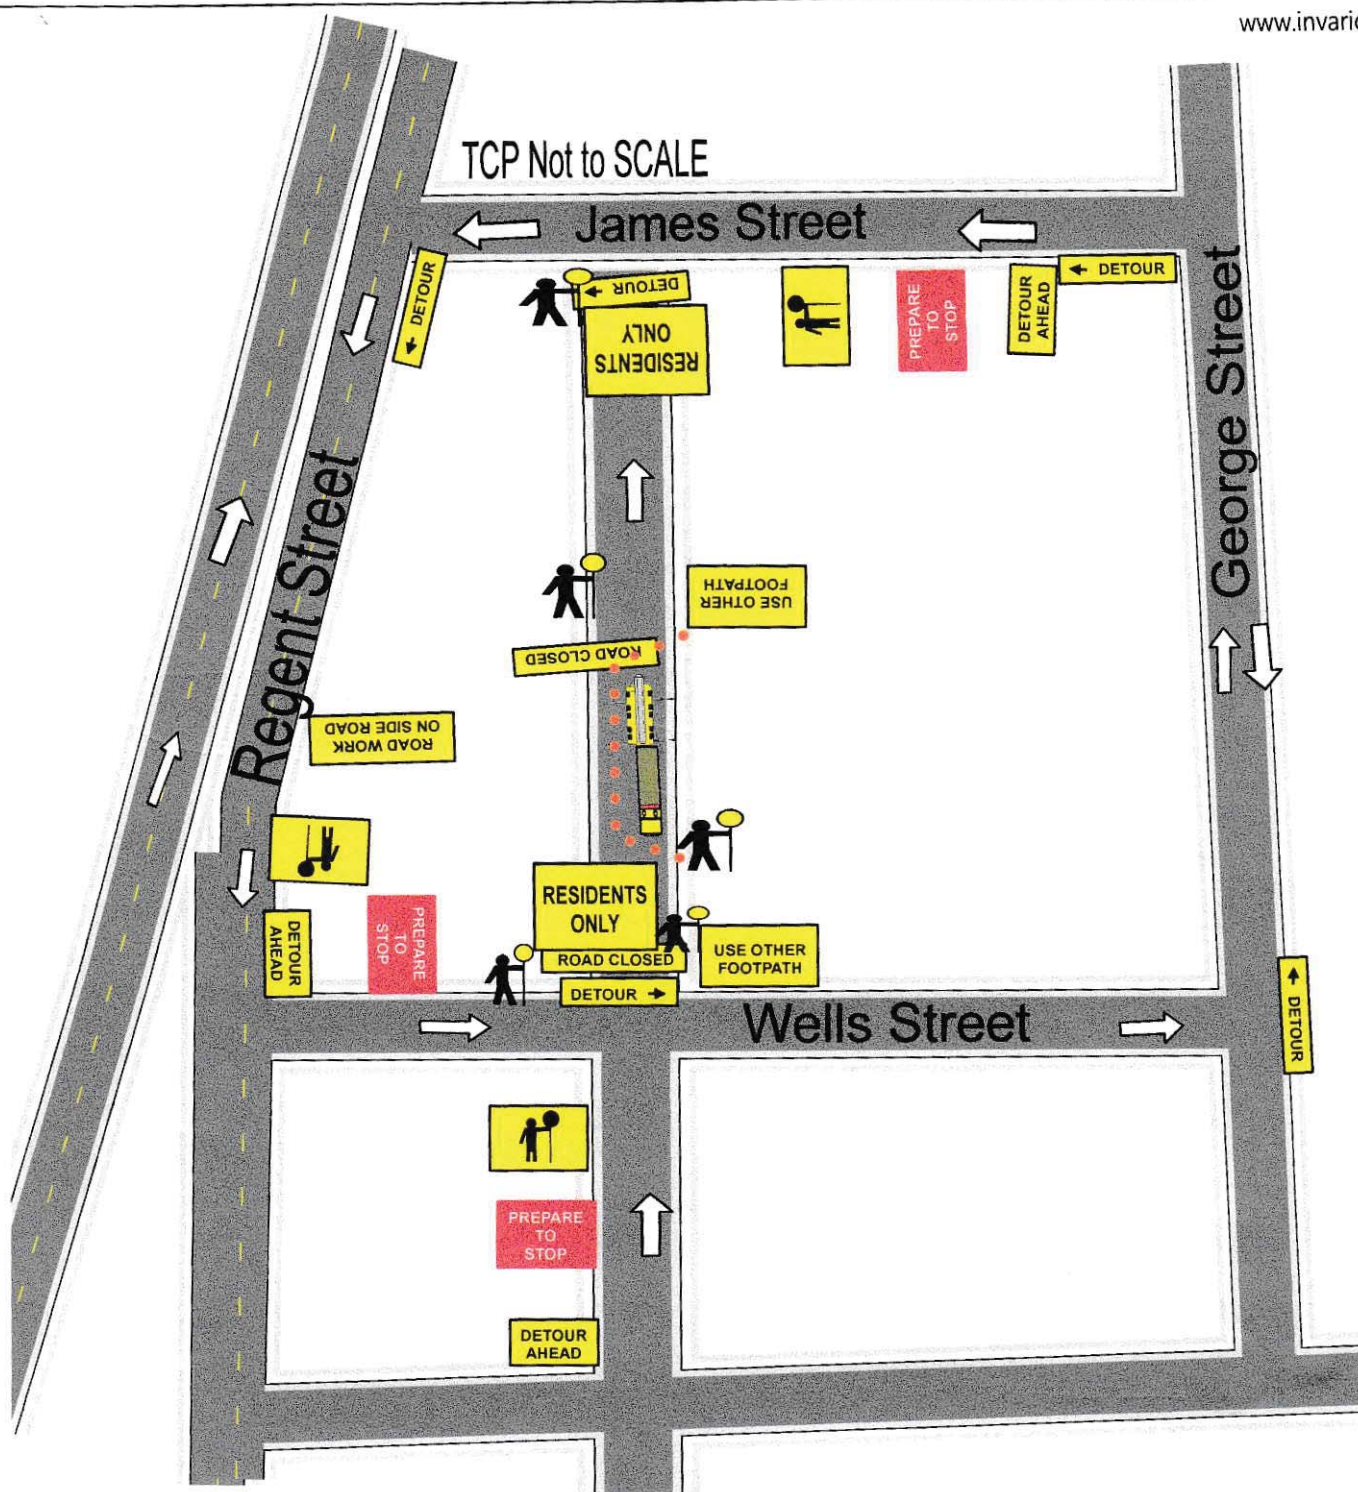 www.invario
TCP Not to SCALE
James Street
DETOUR
DETOUR
RESIDENTS
ONLY
PREPARE
TO
STOP
DETOUR
AHEAD
DETOUR
George Street
Regent Street
USE OTHER
FOOTPATH
ROAD CLOSED
ROAD WORK
ON SIDE ROAD
DETOUR
AHEAD
PREPARE
TO
STOP
RESIDENTS
ONLY
ROAD CLOSED
DETOUR
USE OTHER
FOOTPATH
Wells Street
DETOUR
PREPARE
TO
STOP
DETOUR
AHEAD